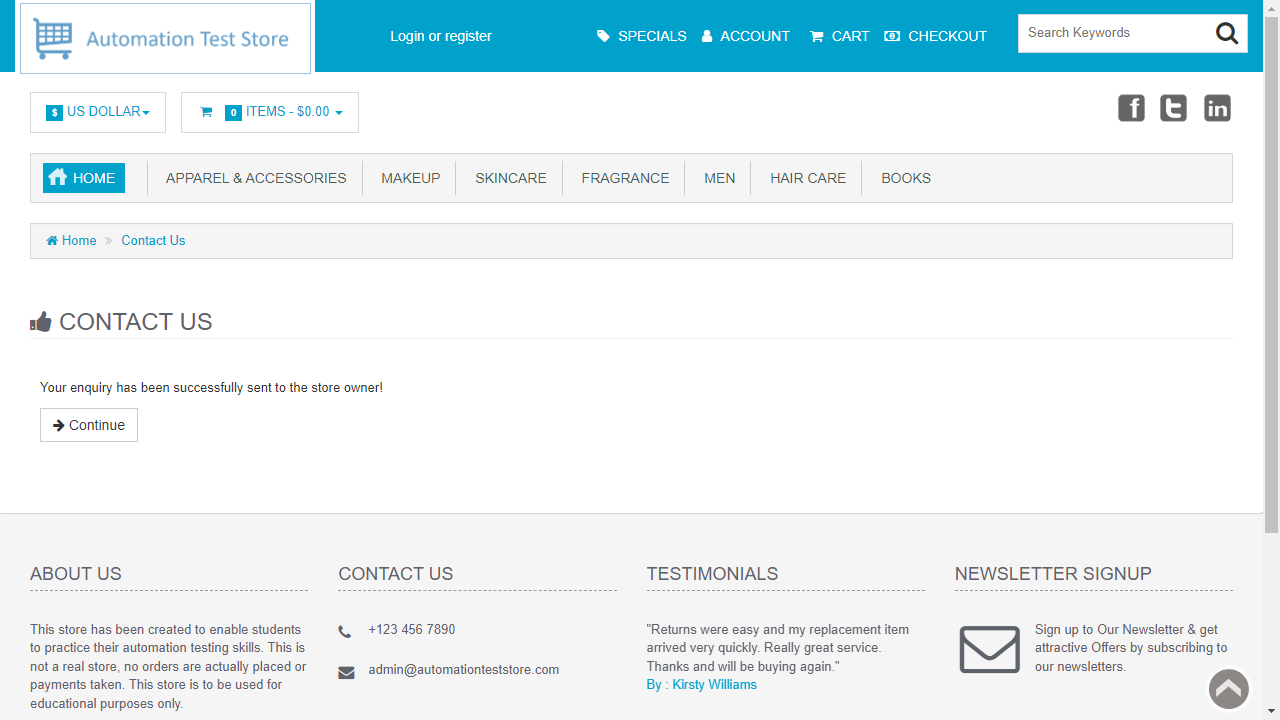 Automation Test Store
Login or register
SPECIALS
ACCOUNT
CART
CHECKOUT
Search Keywords
$ US DOLLAR
0 ITEMS - $0.00
HOME
APPAREL & ACCESSORIES
MAKEUP
SKINCARE
FRAGRANCE
MEN
HAIR CARE
BOOKS
Home » Contact Us
CONTACT US
Your enquiry has been successfully sent to the store owner!
Continue
ABOUT US
This store has been created to enable students
to practice their automation testing skills. This is
not a real store, no orders are actually placed or
payments taken. This store is to be used for
educational purposes only.
CONTACT US
+123 456 7890
admin@automationteststore.com
TESTIMONIALS
"Returns were easy and my replacement item
arrived very quickly. Really great service.
Thanks and will be buying again."
By : Kirsty Williams
NEWSLETTER SIGNUP
Sign up to Our Newsletter & get
attractive Offers by subscribing to
our newsletters.